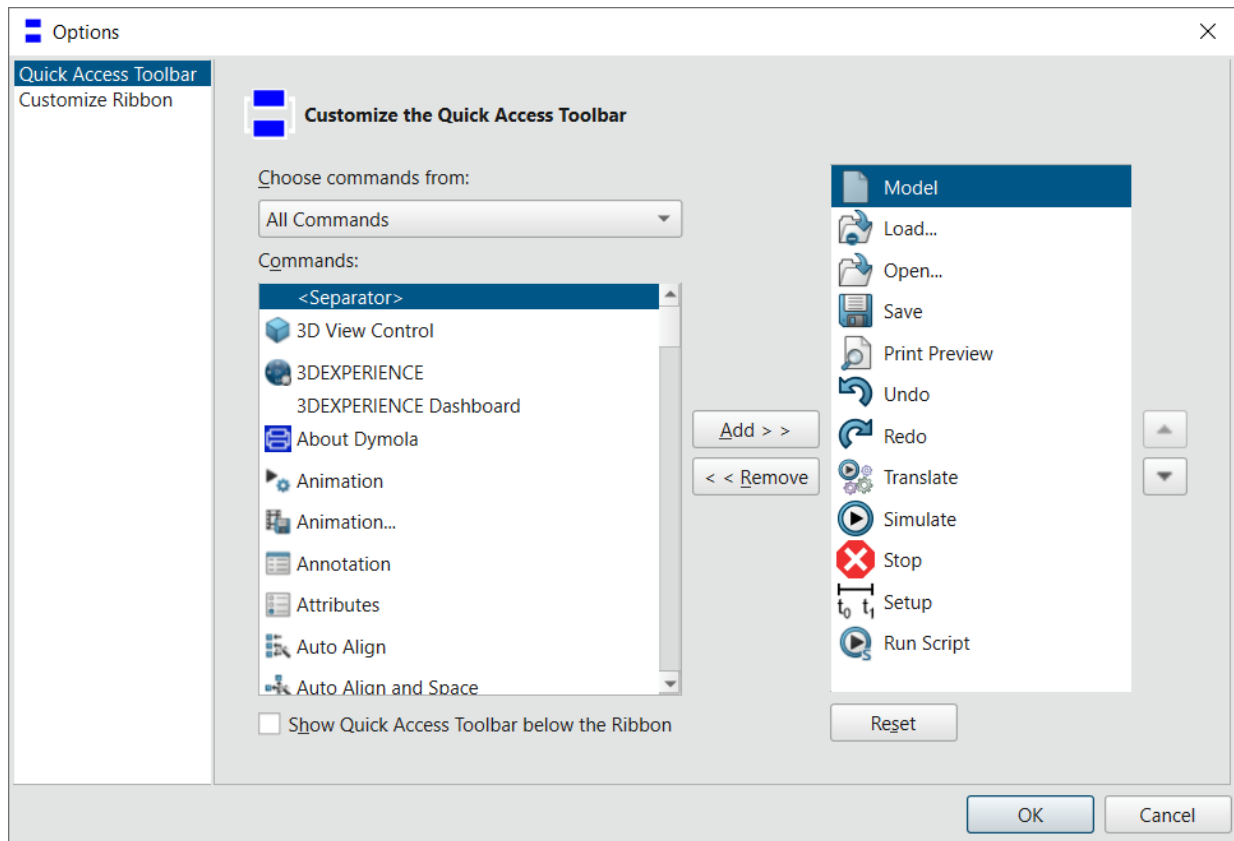 Options
Quick Access Toolbar
Customize Ribbon
Customize the Quick Access Toolbar
Choose commands from:
All Commands
Commands:
<Separator>
3D View Control
3DEXPERIENCE
3DEXPERIENCE Dashboard
About Dymola
Animation
Animation...
Annotation
Attributes
Auto Align
Auto Align and Space
Show Quick Access Toolbar below the Ribbon
Add > >
< < Remove
Model
Load...
Open...
Save
Print Preview
Undo
Redo
Translate
Simulate
Stop
t0 t1 Setup
S Run Script
Reset
OK
Cancel